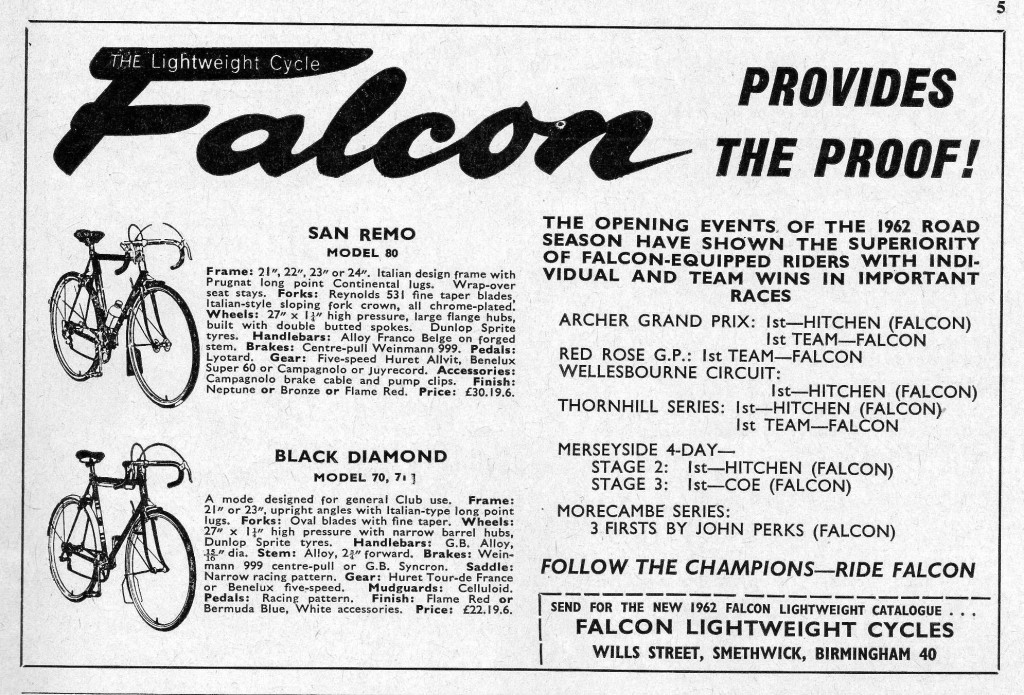 5
THE Lightweight Cycle
Falcon
PROVIDES
THE PROOF!
SAN REMO
MODEL 80
Frame: 21", 22", 23" or 24". Italian design frame with
Prugnat long point Continental lugs. Wrap-over
seat stays. Forks: Reynolds 531 fine taper blades,
Italian-style sloping fork crown, all chrome-plated.
Wheels: 27" x 1¼" high pressure, large flange hubs,
built with double butted spokes. Dunlop Sprite
tyres. Handlebars: Alloy Franco Belge on forged
stem. Brakes: Centre-pull Weinmann 999. Pedals:
Lyotard. Gear: Five-speed Huret Allvit, Benelux
Super 60 or Campagnolo or Juyrecord. Accessories:
Campagnolo brake cable and pump clips. Finish:
Neptune or Bronze or Flame Red. Price: £30.19.6.
BLACK DIAMOND
MODEL 70,
A mode designed for general Club use. Frame:
21" or 23", upright angles with Italian-type long point
lugs. Forks: Oval blades with fine taper. Wheels:
27" x 1¼" high pressure with narrow barrel hubs,
Dunlop Sprite tyres. Handlebars: G.B. Alloy,
15/16" dia. Stem: Alloy, 2¾" forward. Brakes: Wein-
mann 999 centre-pull or G.B. Syncron. Saddle:
Narrow racing pattern. Gear: Huret Tour-de France
or Benelux five-speed. Mudguards: Celluloid.
Pedals: Racing pattern. Finish: Flame Red or
Bermuda Blue, White accessories. Price: £22.19.6.
THE OPENING EVENTS OF THE 1962 ROAD
SEASON HAVE SHOWN THE SUPERIORITY
OF FALCON-EQUIPPED RIDERS WITH INDI-
VIDUAL AND TEAM WINS IN IMPORTANT
RACES
ARCHER GRAND PRIX: 1st—HITCHEN (FALCON)
1st TEAM—FALCON
RED ROSE G.P.: 1st TEAM—FALCON
WELLESBOURNE CIRCUIT:
1st—HITCHEN (FALCON)
THORNHILL SERIES: 1st—HITCHEN (FALCON)
1st TEAM—FALCON
MERSEYSIDE 4-DAY—
STAGE 2: 1st—HITCHEN (FALCON)
STAGE 3: 1st—COE (FALCON)
MORECAMBE SERIES:
3 FIRSTS BY JOHN PERKS (FALCON)
FOLLOW THE CHAMPIONS—RIDE FALCON
SEND FOR THE NEW 1962 FALCON LIGHTWEIGHT CATALOGUE . . .
FALCON LIGHTWEIGHT CYCLES
WILLS STREET, SMETHWICK, BIRMINGHAM 40